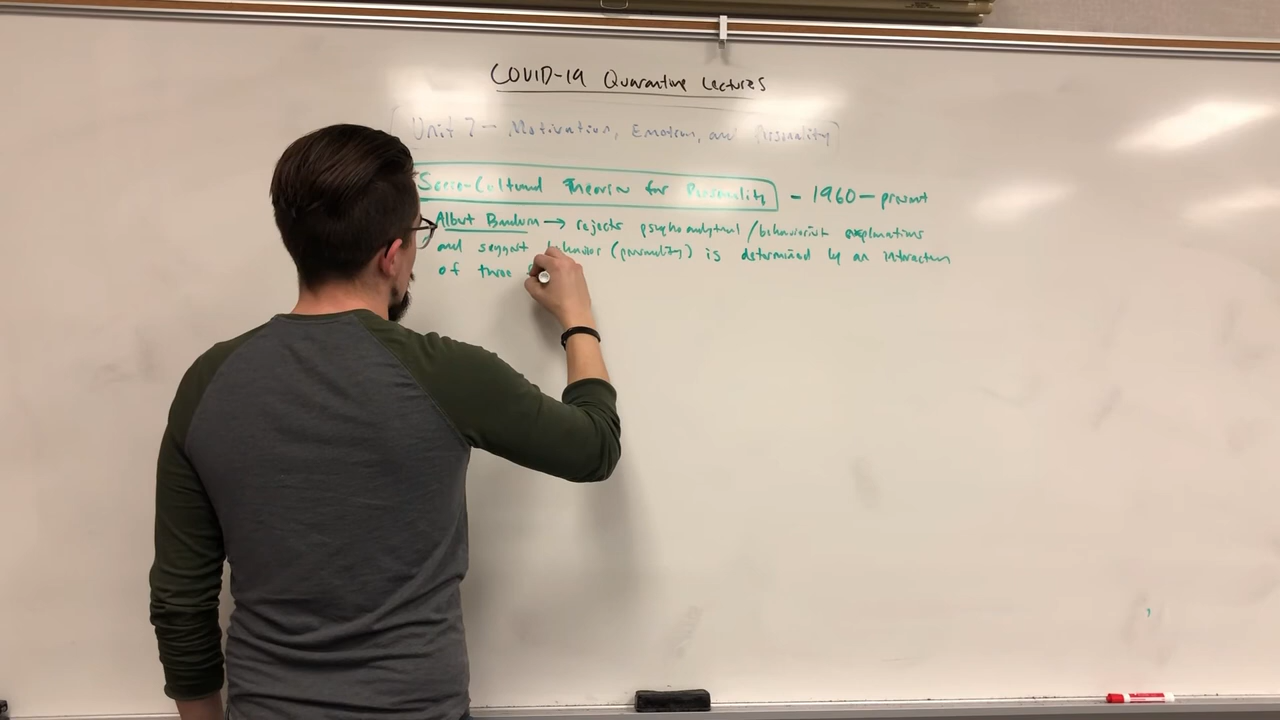 COVID-19 Quarantine Lectures
Unit 7 - Motivation, Emotion, and Personality
Socio-Cultural Theories for Personality - 1960 - present
Albert Bandura → rejects psychoanalytical / behaviorist explanations
and suggest behavior (personality) is determined by an interaction
of three